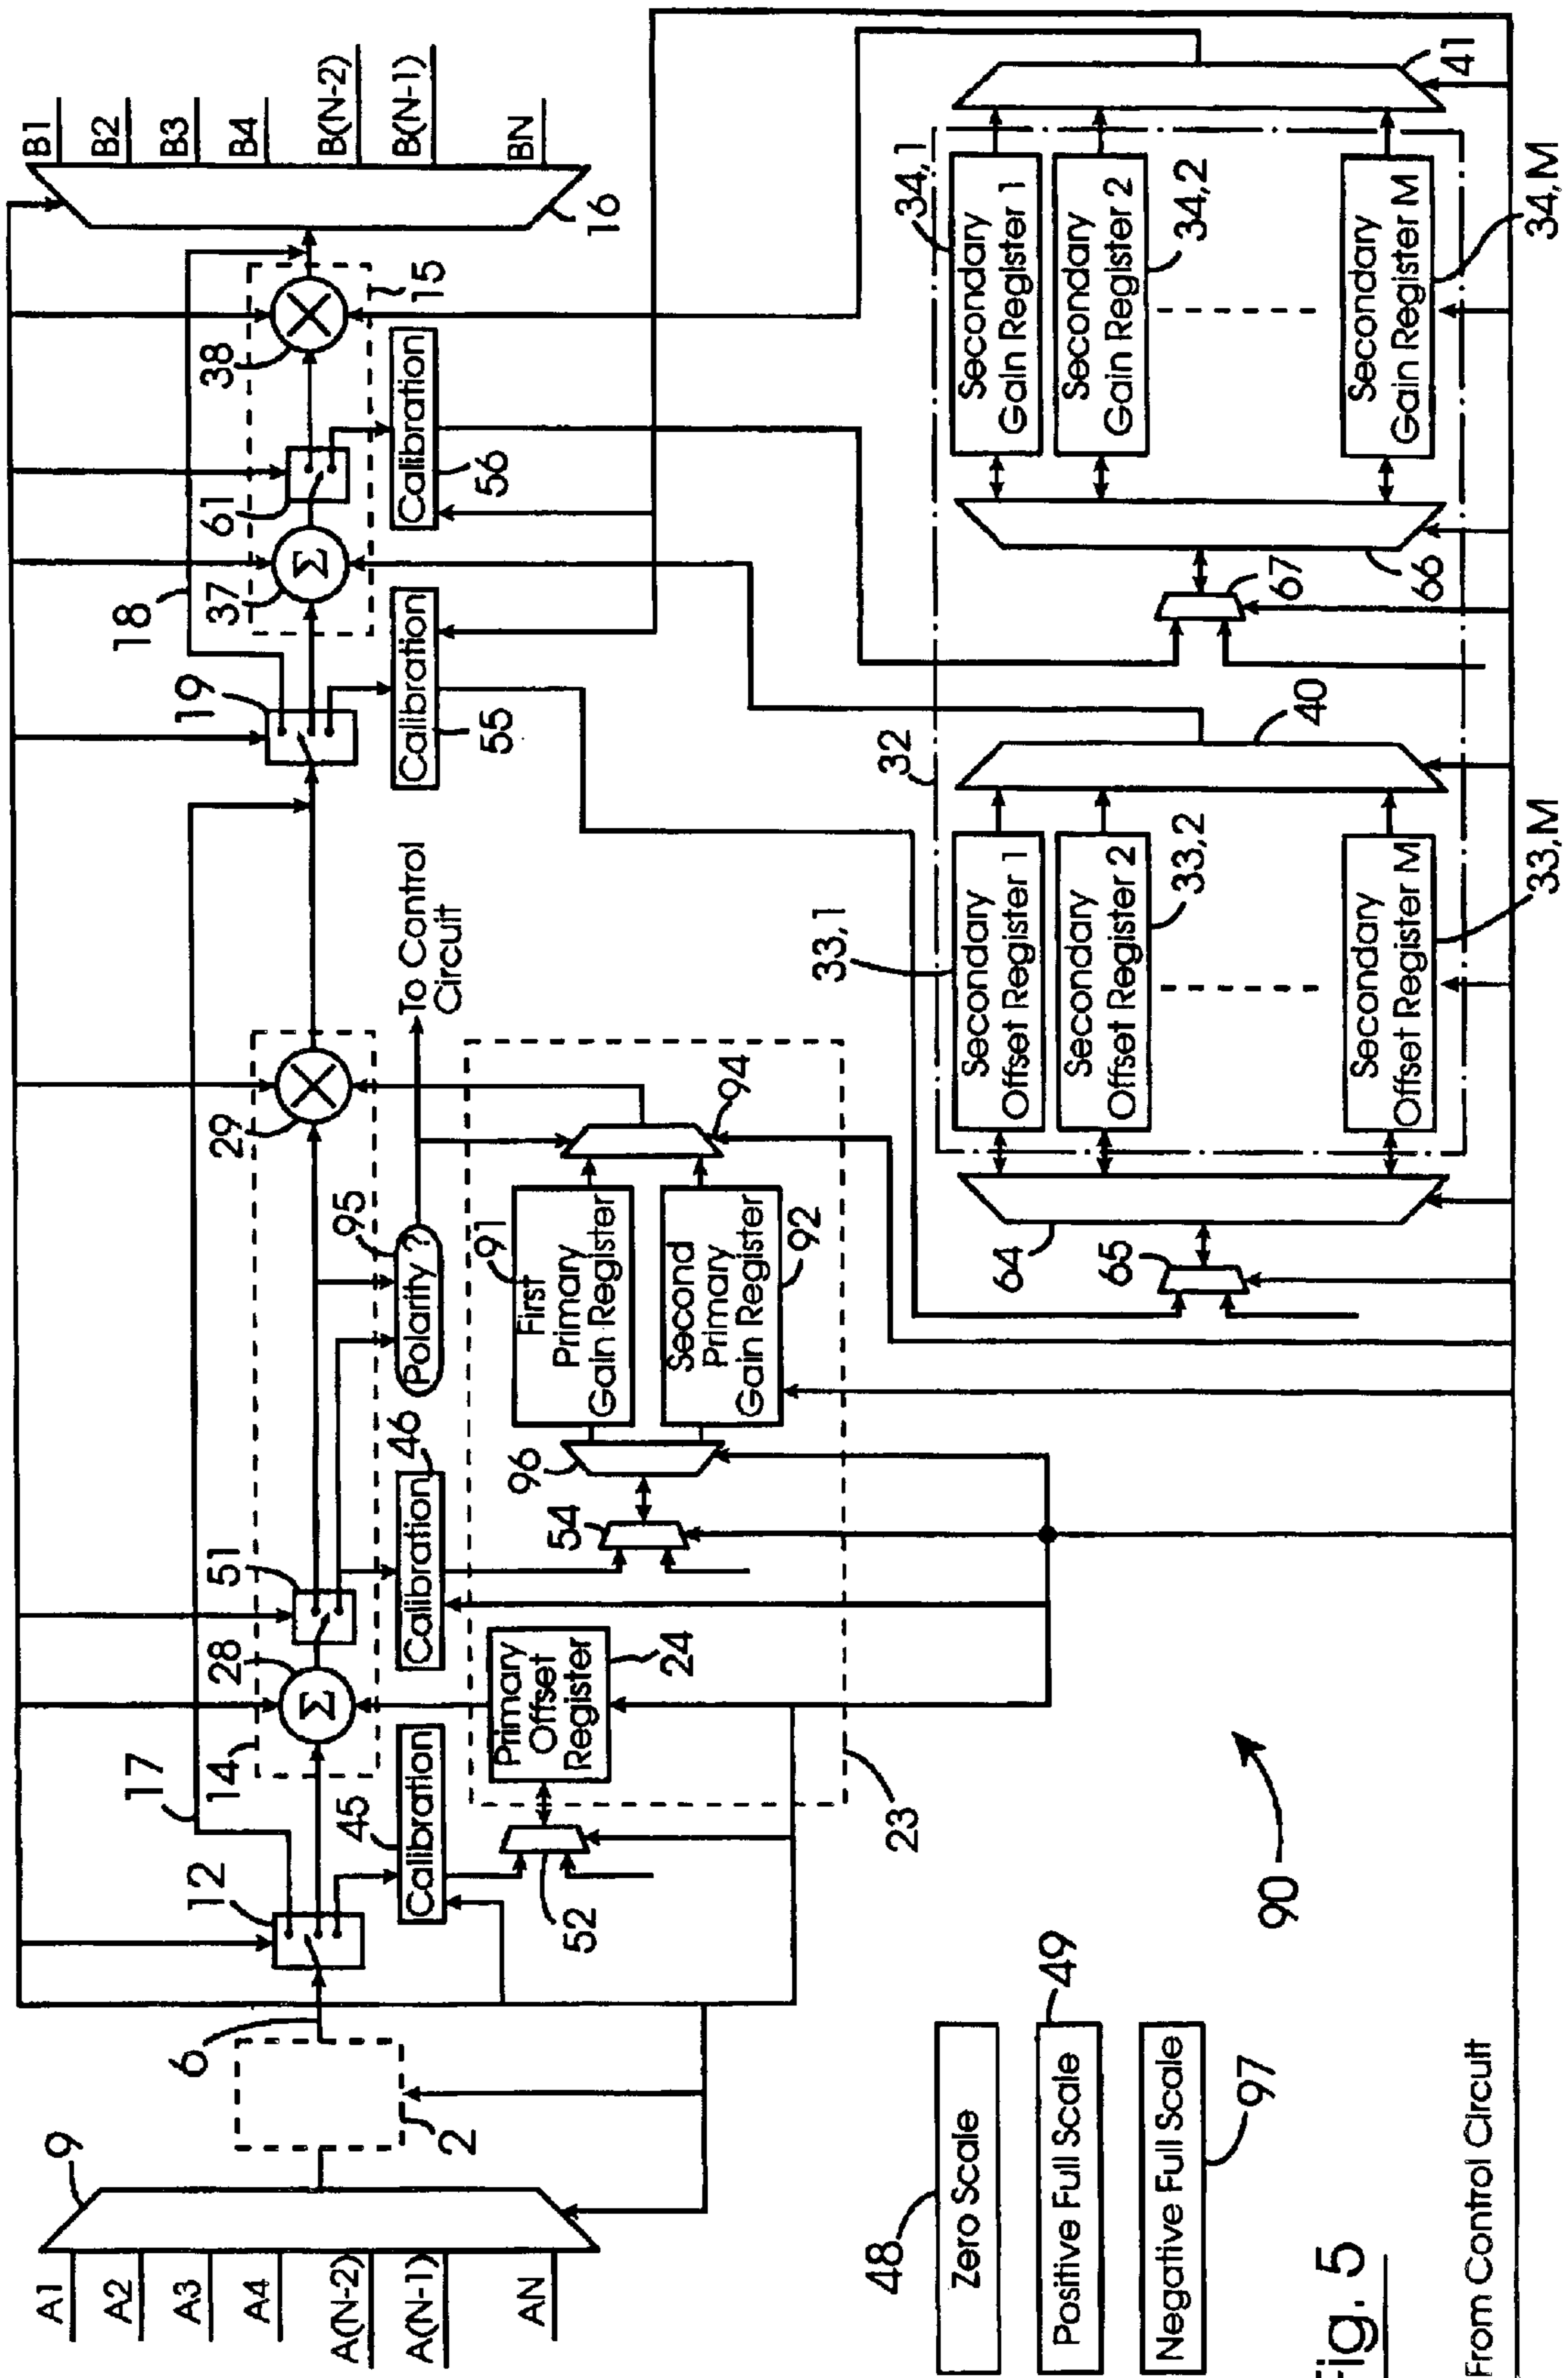 A1
A2
A3
A4
A(N-2)
A(N-1)
AN
9
2
6
12
17
14
28
51
29
19
18
37
61
38
15
16
B1
B2
B3
B4
B(N-2)
B(N-1)
BN
45
Calibration
46
Calibration
95
Polarity ?
To Control
Circuit
Calibration
55
Calibration
56
52
Primary
Offset
Register
24
54
96
91
First
Primary
Gain Register
Second
Primary
Gain Register
92
94
23
32
33,1
Secondary
Offset Register 1
Secondary
Offset Register 2
33,2
Secondary
Offset Register M
33,M
64
65
40
34,1
Secondary
Gain Register 1
Secondary
Gain Register 2
34,2
Secondary
Gain Register M
34,M
66
67
41
48
Zero Scale
49
Positive Full Scale
Negative Full Scale
97
90
Fig. 5
From Control Circuit
Σ
Σ